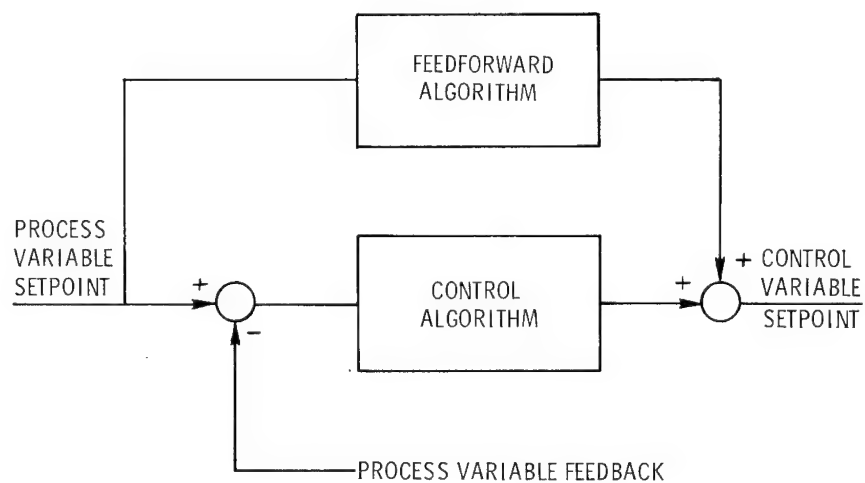 FEEDFORWARD
ALGORITHM
PROCESS
VARIABLE
SETPOINT
+
-
CONTROL
ALGORITHM
+
+
CONTROL
VARIABLE
SETPOINT
PROCESS VARIABLE FEEDBACK